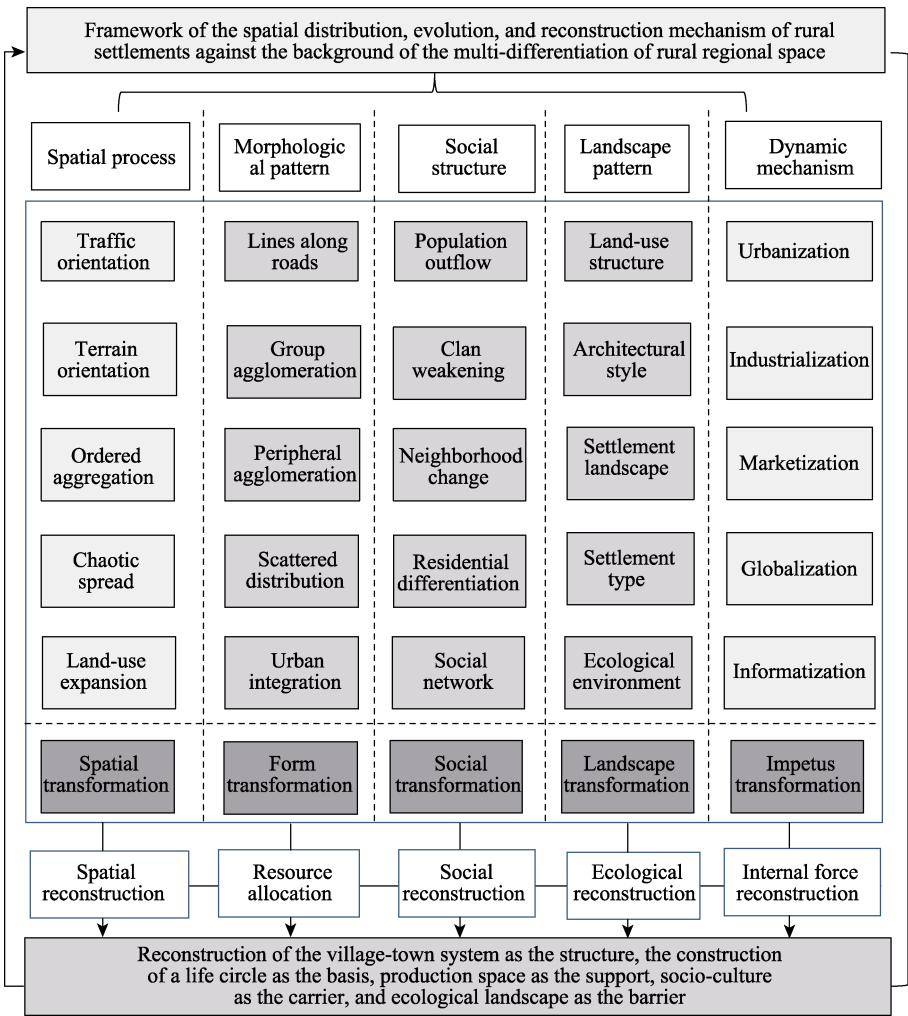 Framework of the spatial distribution, evolution, and reconstruction mechanism of rural
settlements against the background of the multi-differentiation of rural regional space
Spatial process
Morphologic
al pattern
Social
structure
Landscape
pattern
Dynamic
mechanism
Traffic
orientation
Lines along
roads
Population
outflow
Land-use
structure
Urbanization
Terrain
orientation
Group
agglomeration
Clan
weakening
Architectural
style
Industrialization
Ordered
aggregation
Peripheral
agglomeration
Neighborhood
change
Settlement
landscape
Marketization
Chaotic
spread
Scattered
distribution
Residential
differentiation
Settlement
type
Globalization
Land-use
expansion
Urban
integration
Social
network
Ecological
environment
Informatization
Spatial
transformation
Form
transformation
Social
transformation
Landscape
transformation
Impetus
transformation
Spatial
reconstruction
Resource
allocation
Social
reconstruction
Ecological
reconstruction
Internal force
reconstruction
Reconstruction of the village-town system as the structure, the construction
of a life circle as the basis, production space as the support, socio-culture
as the carrier, and ecological landscape as the barrier